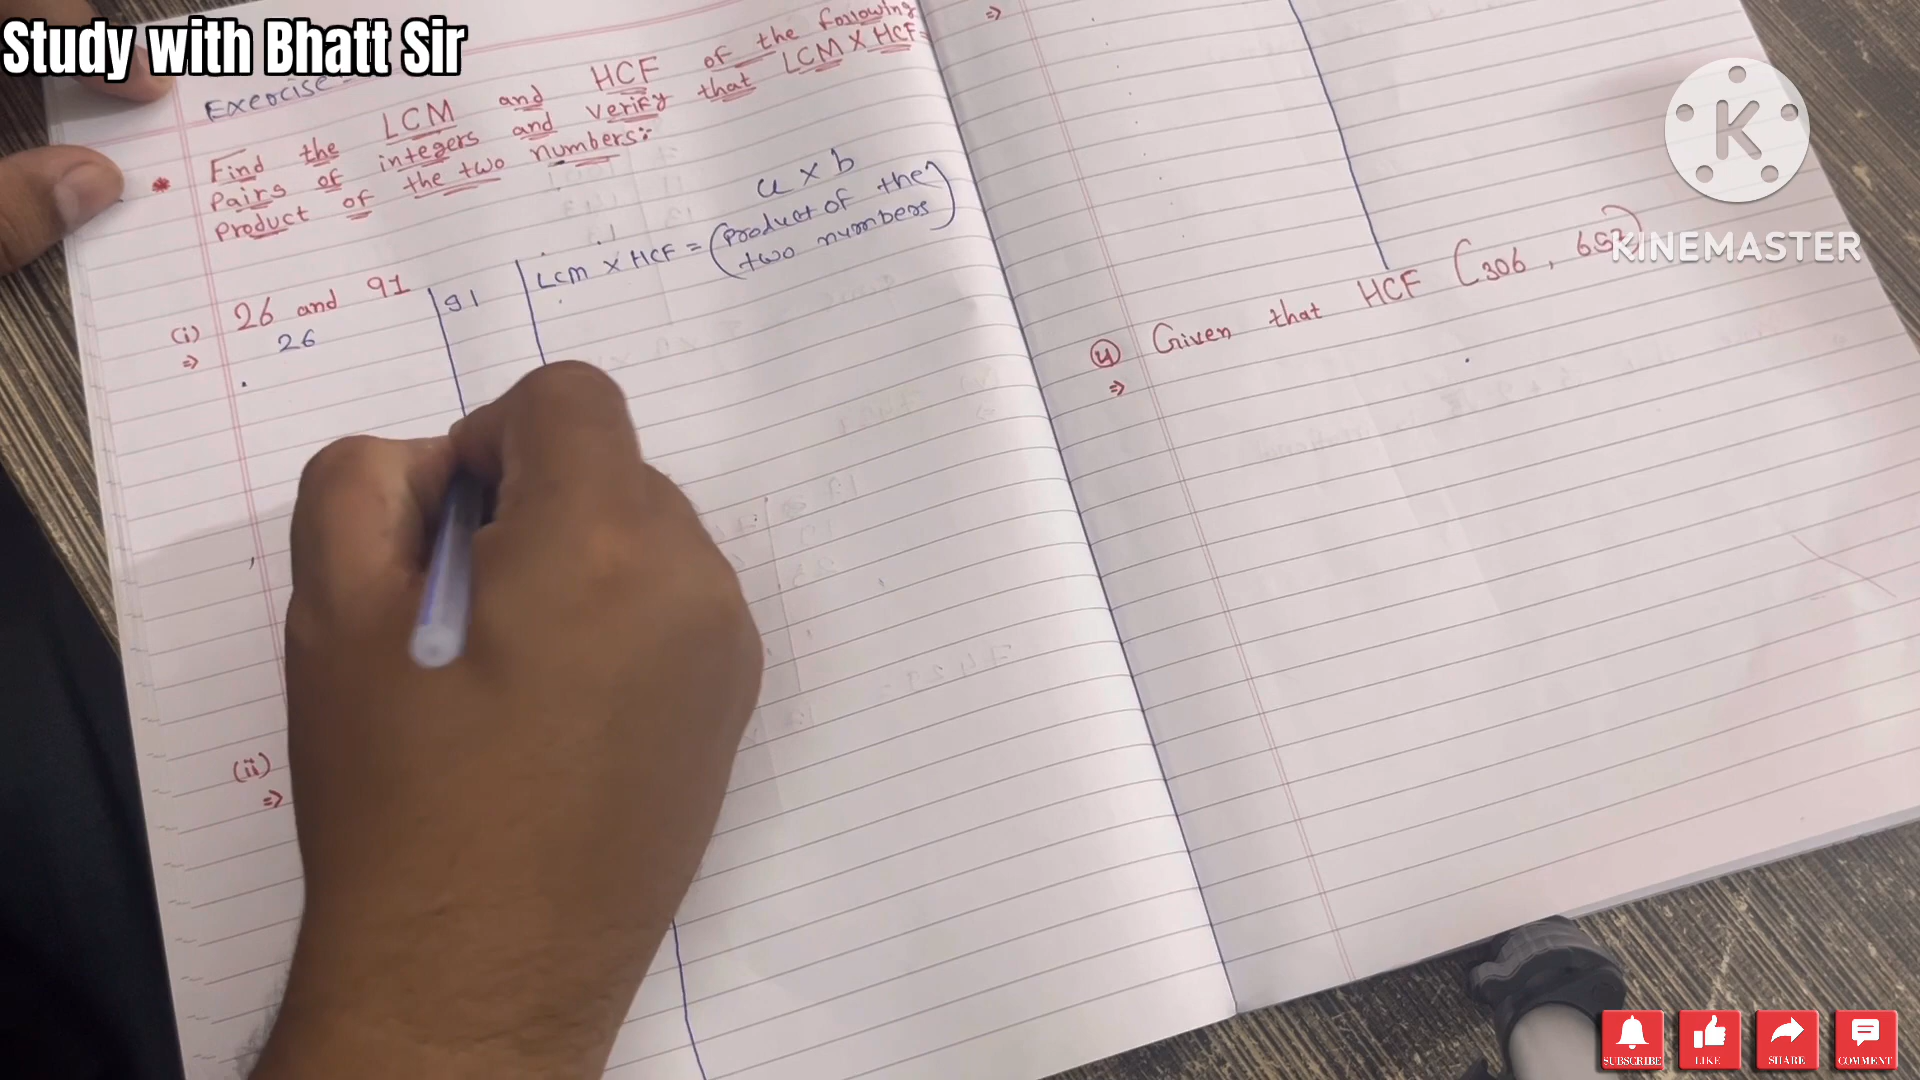 Study with Bhatt Sir
Exercise
* Find the LCM and HCF of the following
pairs of integers and verify that LCM X HCF =
product of the two numbers:-
(i) 26 and 91
=> 26
91
a x b
LCM x HCF = (product of the
two numbers)
(ii)
=>
=>
(4) Given that HCF (306, 657)
=>
K
KINEMASTER
SUBSCRIBE
LIKE
SHARE
COMMENT